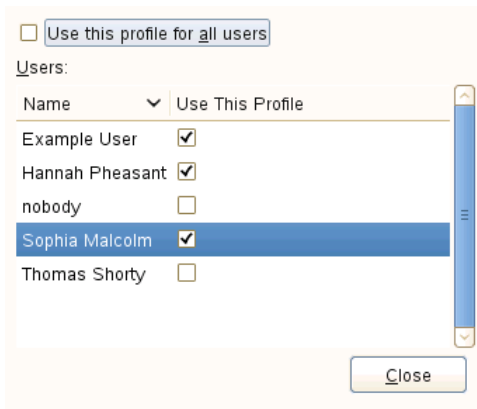 Use this profile for all users
Users:
Name Use This Profile
Example User
Hannah Pheasant
nobody
Sophia Malcolm
Thomas Shorty
Close